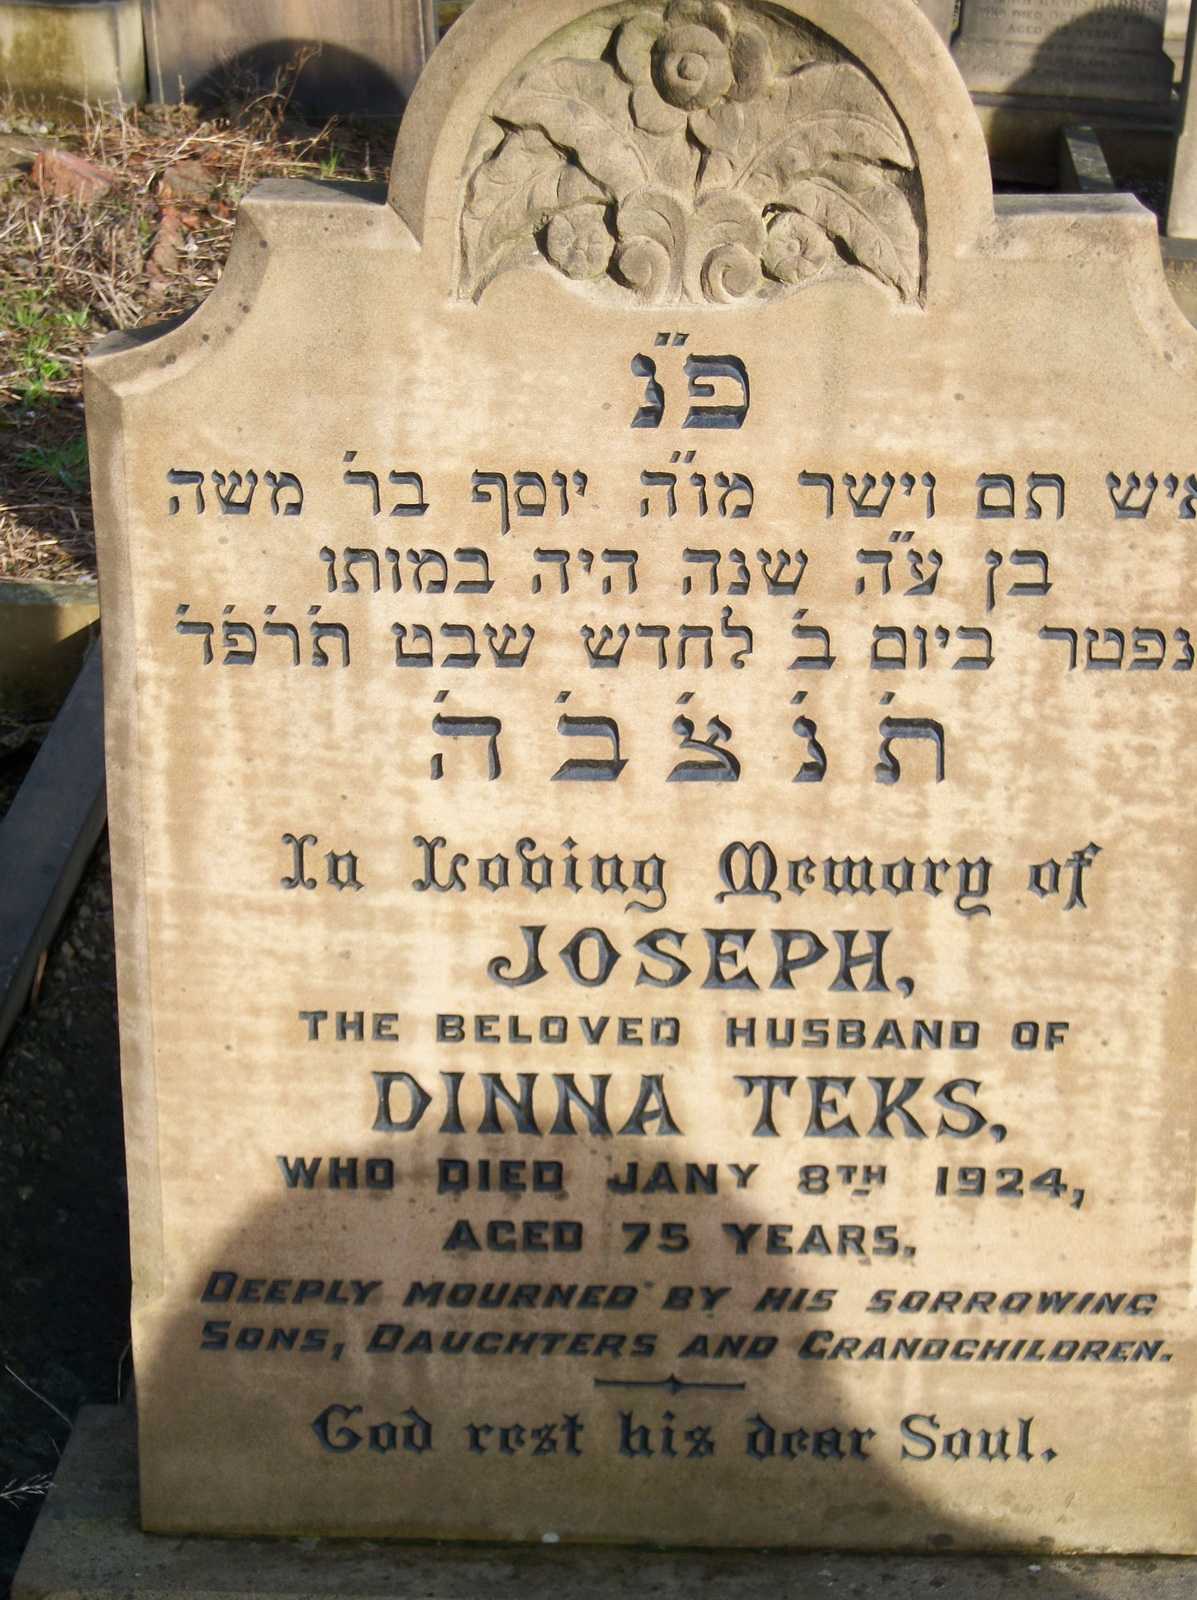 פ״נ
איש תם וישר מו״ה יוסף בר׳ משה
בן ע״ה שנה היה במותו
נפטר ביום ב׳ לחדש שבט ת׳ר׳פ׳ד׳
ת׳ נ׳ צ׳ ב׳ ה׳
In Loving Memory of
JOSEPH,
THE BELOVED HUSBAND OF
DINNA TEKS,
WHO DIED JANY 8TH 1924,
AGED 75 YEARS.
DEEPLY MOURNED BY HIS SORROWING
SONS, DAUGHTERS AND GRANDCHILDREN.
God rest his dear Soul.